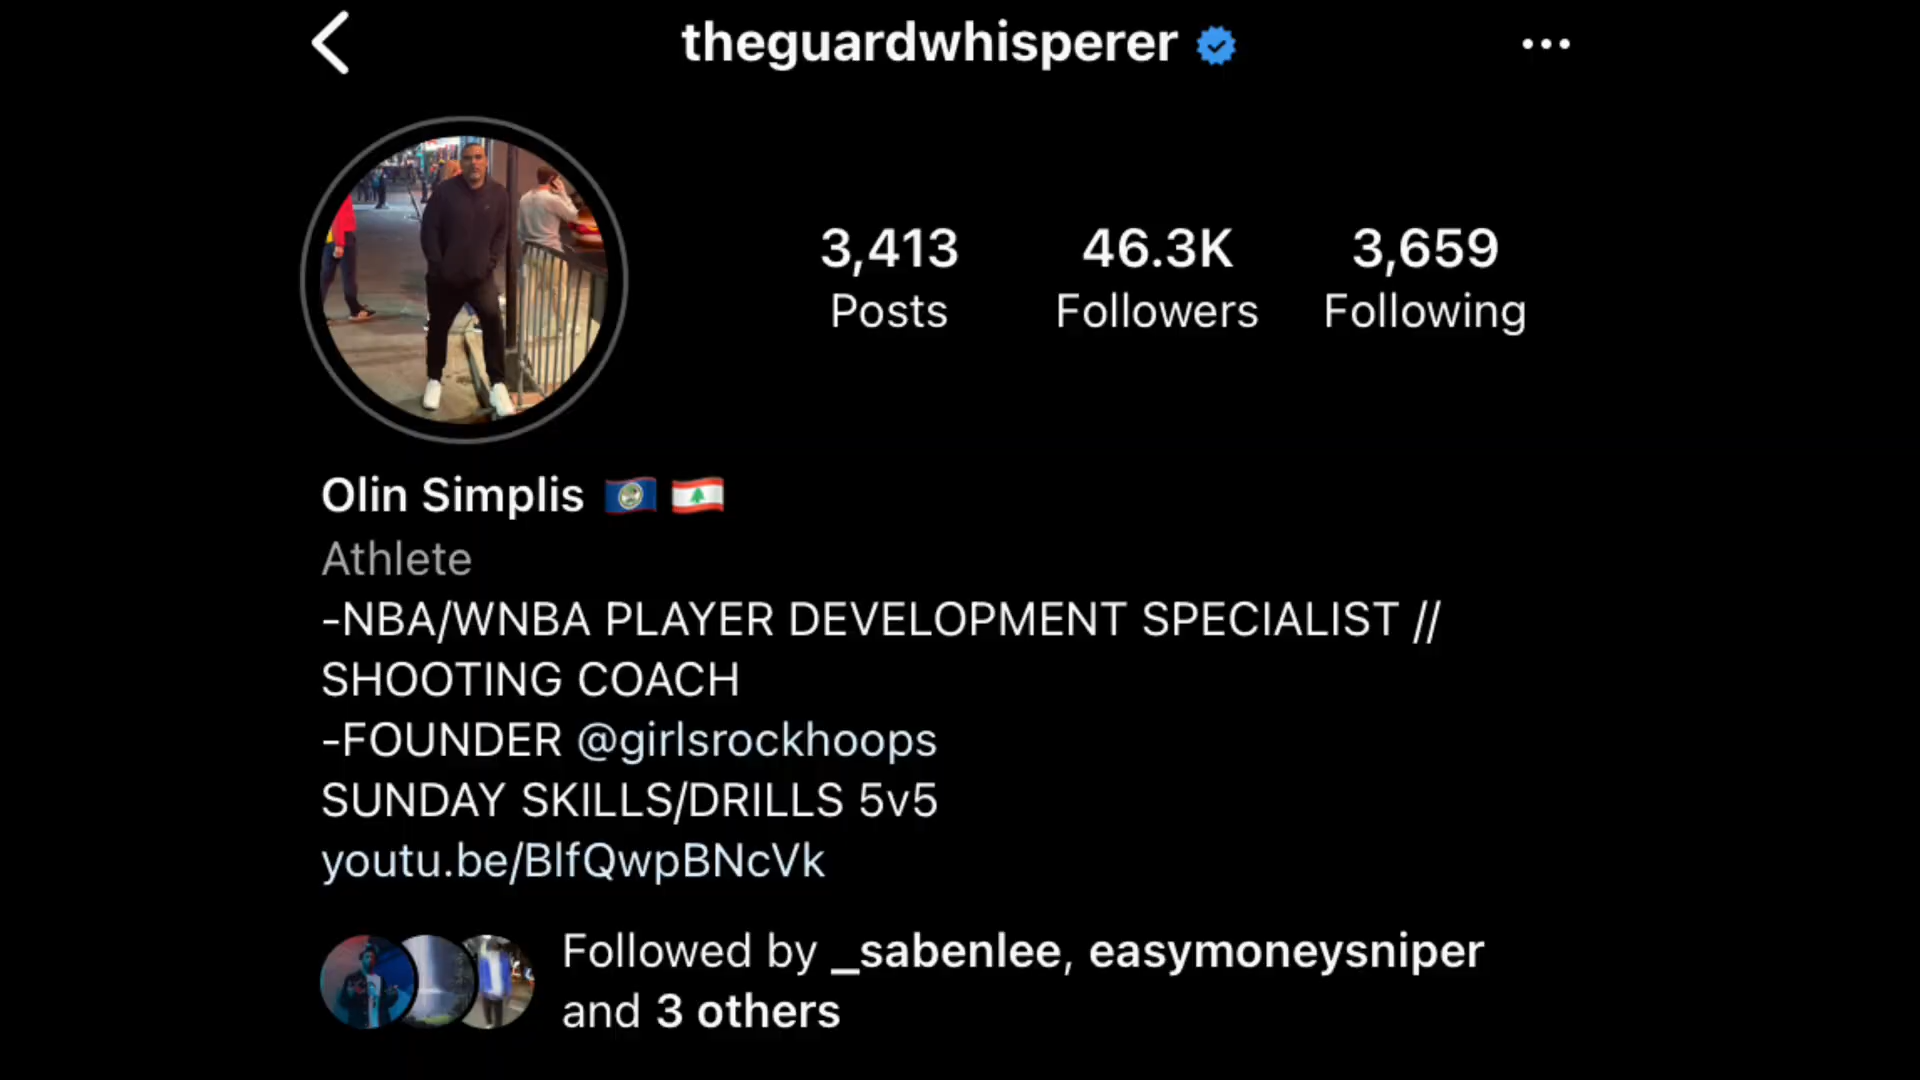 theguardwhisperer
3,413
Posts
46.3K
Followers
3,659
Following
Olin Simplis 🇧🇿 🇱🇧
Athlete
-NBA/WNBA PLAYER DEVELOPMENT SPECIALIST //
SHOOTING COACH
-FOUNDER @girlsrockhoops
SUNDAY SKILLS/DRILLS 5v5
youtu.be/BlfQwpBNcVk
Followed by _sabenlee, easymoneysniper
and 3 others